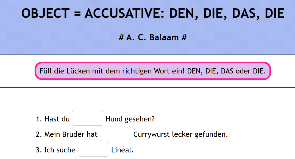 OBJECT = ACCUSATIVE: DEN, DIE, DAS, DIE
# A. C. Balaam #
Füll die Lücken mit dem richtigen Wort ein! DEN, DIE, DAS oder DIE.
1. Hast du Hund gesehen?
2. Mein Bruder hat Currywurst lecker gefunden.
3. Ich suche Lineal.